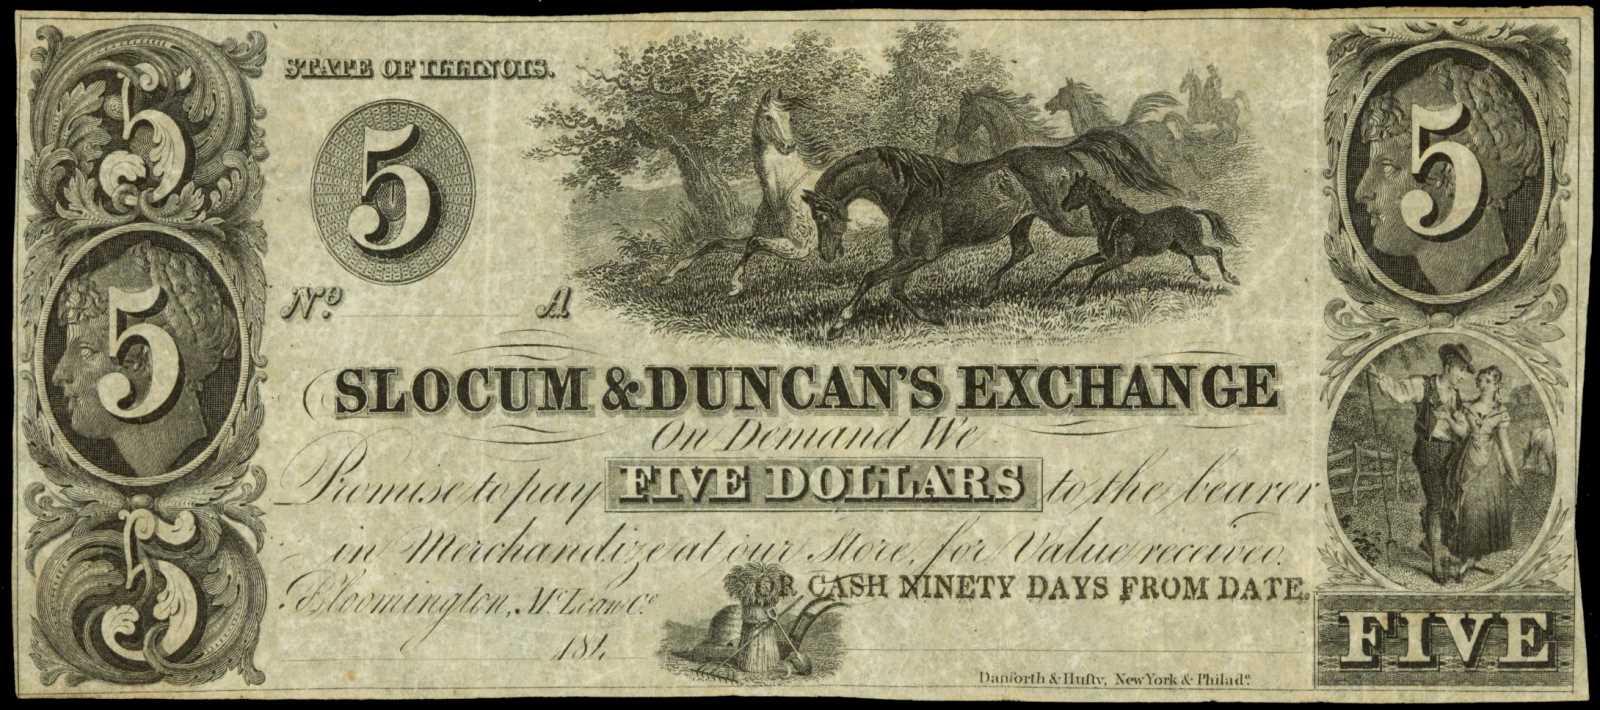 STATE OF ILLINOIS.
5
5
5
5
5
No. A
SLOCUM & DUNCAN'S EXCHANGE
On Demand We
Promise to pay FIVE DOLLARS to the bearer
in Merchandize at our Store, for Value received.
OR CASH NINETY DAYS FROM DATE.
Bloomington, Mc.Lean Co.
184
FIVE
Danforth & Hufty, New York & Philada.